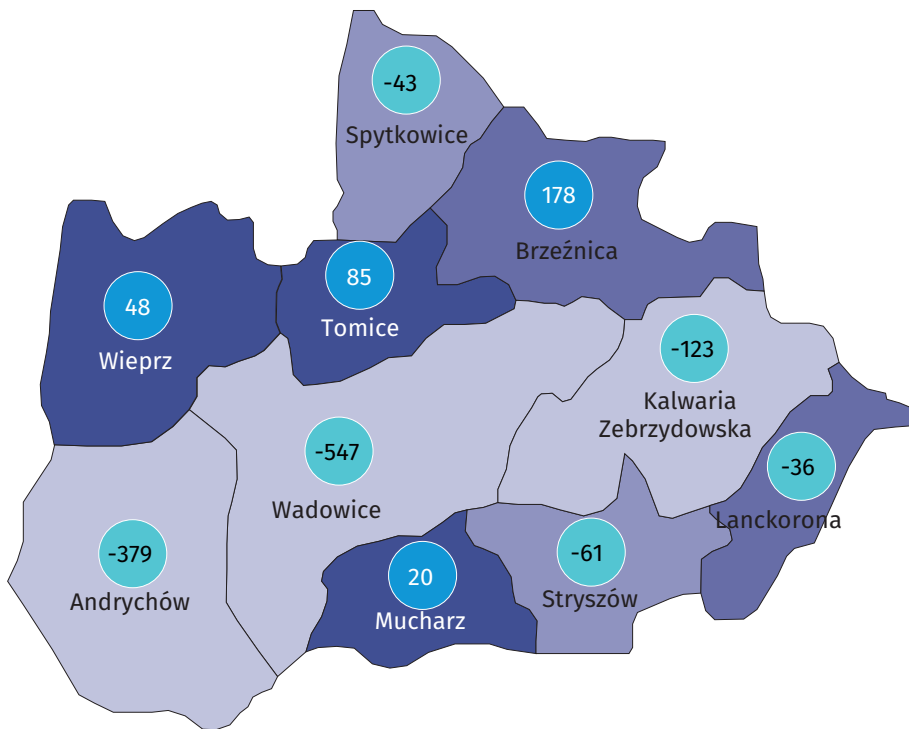 -43
Spytkowice
178
Brzeźnica
85
Tomice
48
Wieprz
-123
Kalwaria
Zebrzydowska
-547
Wadowice
-36
Lanckorona
-379
Andrychów
20
Mucharz
-61
Stryszów